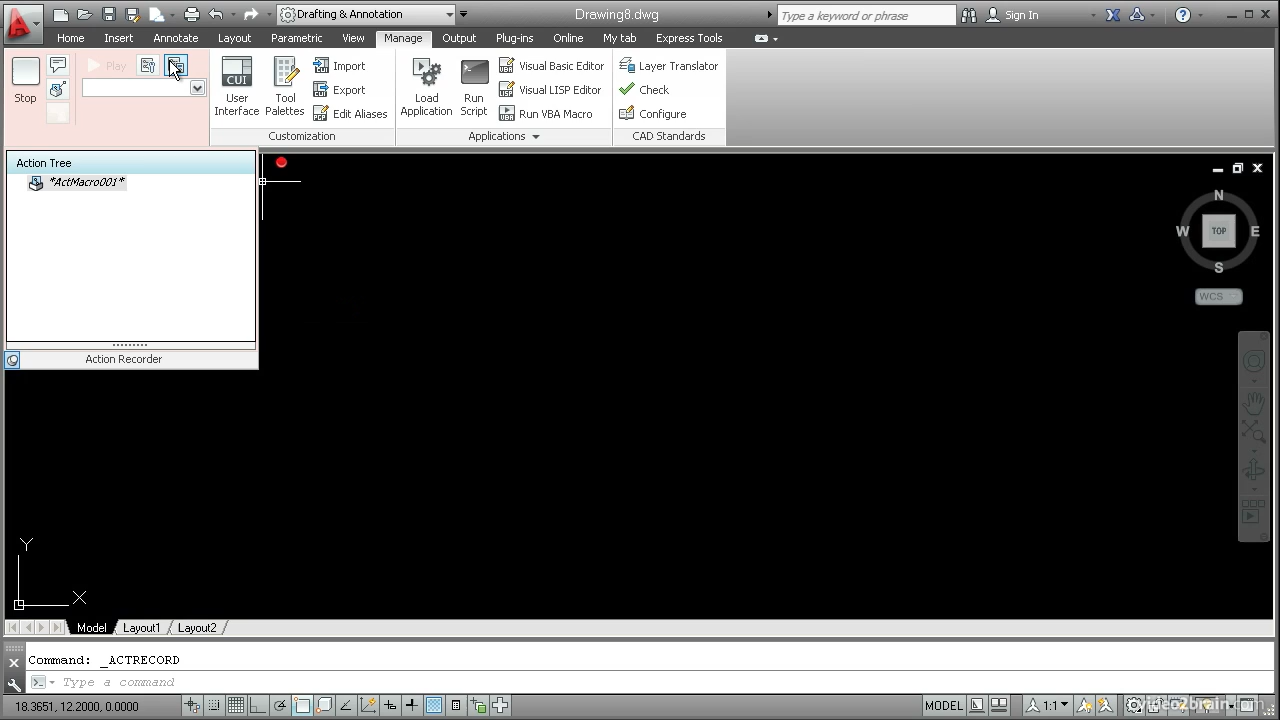 Drafting & Annotation
Drawing8.dwg
Type a keyword or phrase
Sign In
Home Insert Annotate Layout Parametric View Manage Output Plug-ins Online My tab Express Tools
Stop
Play
CUI
User Interface
Tool Palettes
Import
Export
Edit Aliases
Customization
Load Application
Run Script
Visual Basic Editor
Visual LISP Editor
Run VBA Macro
Applications
Layer Translator
Check
Configure
CAD Standards
Action Tree
*ActMacro001*
Action Recorder
N
W TOP E
S
WCS
Y
X
Model Layout1 Layout2
Command: _ACTRECORD
Type a command
18.3651, 12.2000, 0.0000
MODEL
1:1
video2brain.com